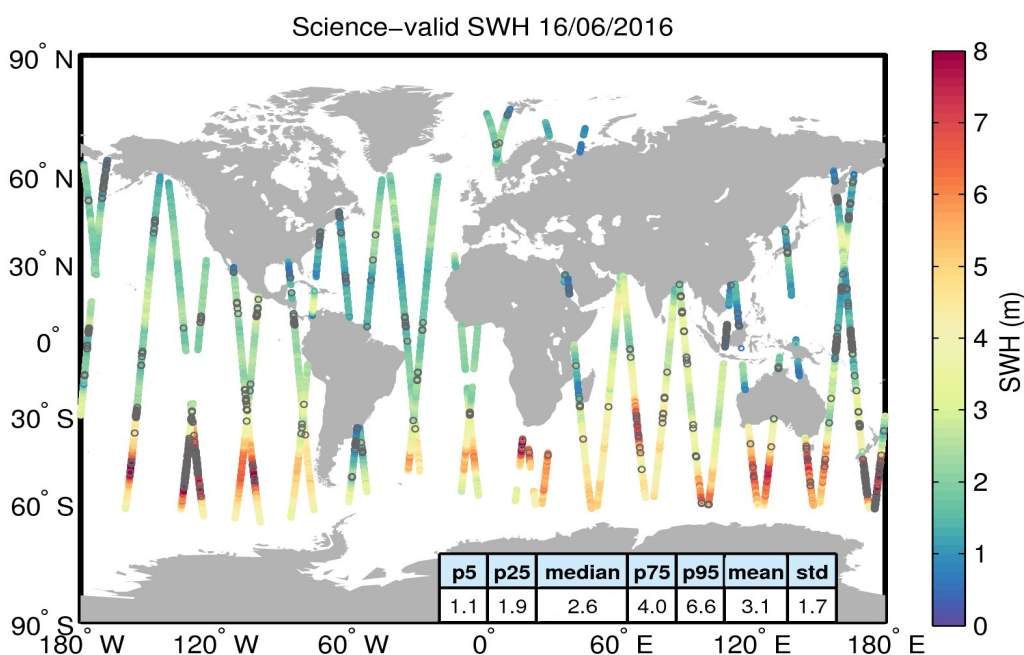 Science−valid SWH 16/06/2016
90° N
60° N
30° N
0°
30° S
60° S
90° S
180° W
120° W
60° W
0°
60° E
120° E
180° E
p5 p25 median p75 p95 mean std
1.1 1.9 2.6 4.0 6.6 3.1 1.7
8
7
6
5
4
3
2
1
0
SWH (m)